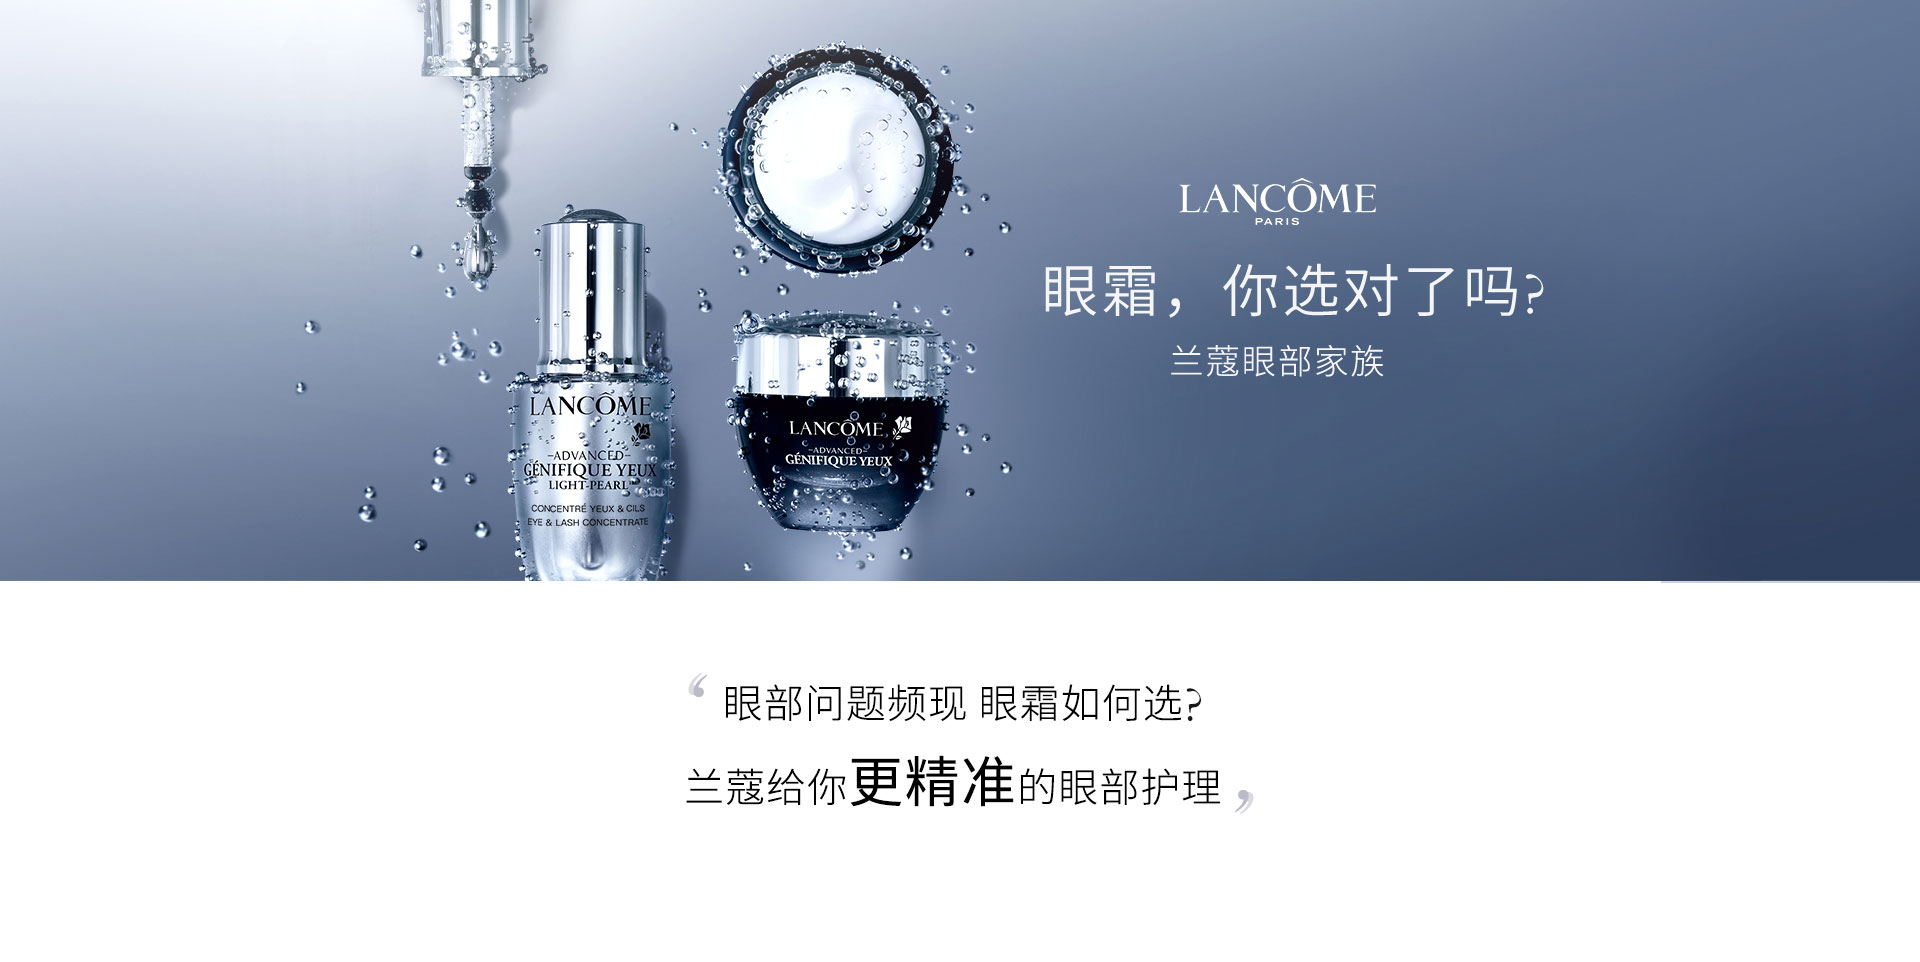 LANCÔME
PARIS
眼霜，你选对了吗?
兰蔻眼部家族
LANCÔME
-ADVANCED-
GÉNIFIQUE YEUX
LIGHT-PEARL™
CONCENTRÉ YEUX & CILS
EYE & LASH CONCENTRATE
LANCÔME
-ADVANCED-
GÉNIFIQUE YEUX
‘眼部问题频现 眼霜如何选?
兰蔻给你更精准的眼部护理’